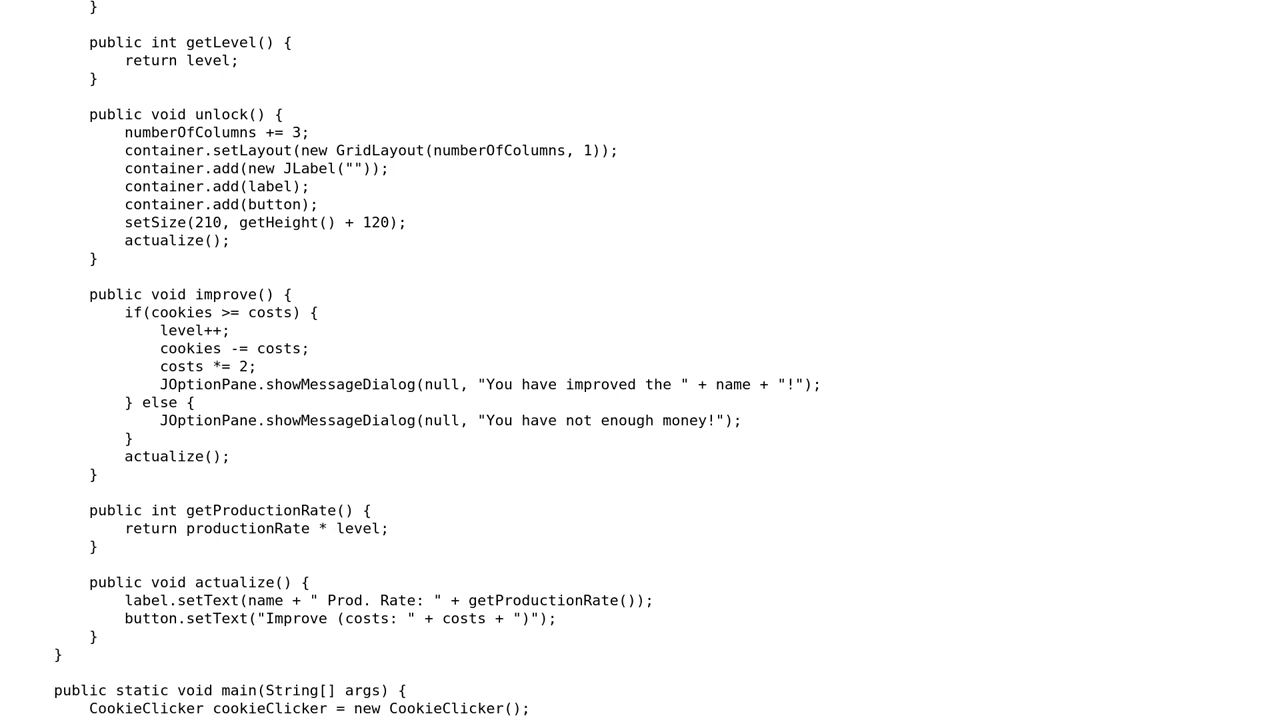 }
public int getLevel() {
return level;
}
public void unlock() {
numberOfColumns += 3;
container.setLayout(new GridLayout(numberOfColumns, 1));
container.add(new JLabel(""));
container.add(label);
container.add(button);
setSize(210, getHeight() + 120);
actualize();
}
public void improve() {
if(cookies >= costs) {
level++;
cookies -= costs;
costs *= 2;
JOptionPane.showMessageDialog(null, "You have improved the " + name + "!");
} else {
JOptionPane.showMessageDialog(null, "You have not enough money!");
}
actualize();
}
public int getProductionRate() {
return productionRate * level;
}
public void actualize() {
label.setText(name + " Prod. Rate: " + getProductionRate());
button.setText("Improve (costs: " + costs + ")");
}
}
public static void main(String[] args) {
CookieClicker cookieClicker = new CookieClicker();